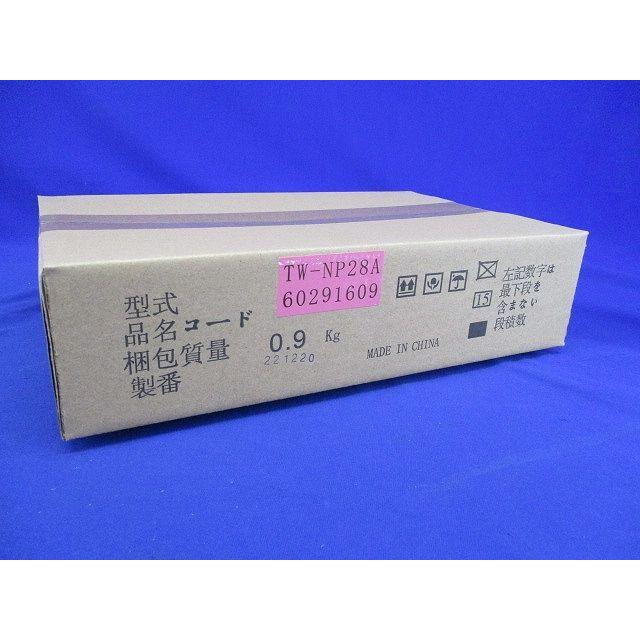 型式
TW-NP28A
品名コード
60291609
梱包質量 0.9 Kg
製番 221220
MADE IN CHINA
15
左記数字は
最下段を
含まない
段積数